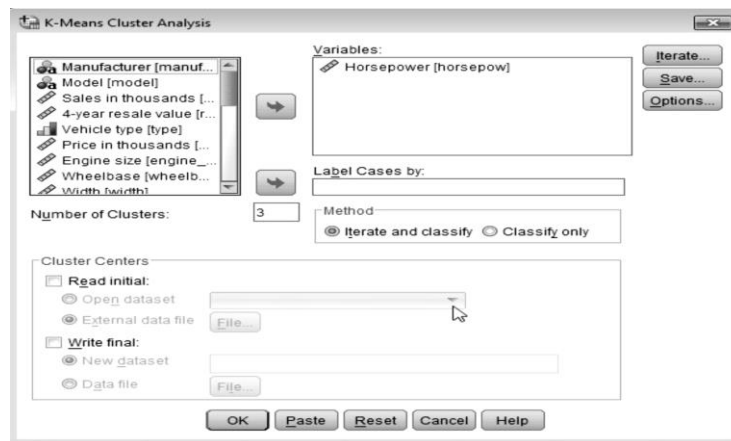 K-Means Cluster Analysis
Manufacturer [manuf...
Model [model]
Sales in thousands [...
4-year resale value [r...
Vehicle type [type]
Price in thousands [...
Engine size [engine_...
Wheelbase [wheelb...
Width [width]
Variables:
Horsepower [horsepow]
Iterate...
Save...
Options...
Label Cases by:
Number of Clusters:
3
Method
Iterate and classify
Classify only
Cluster Centers
Read initial:
Open dataset
External data file
File...
Write final:
New dataset
Data file
File...
OK
Paste
Reset
Cancel
Help